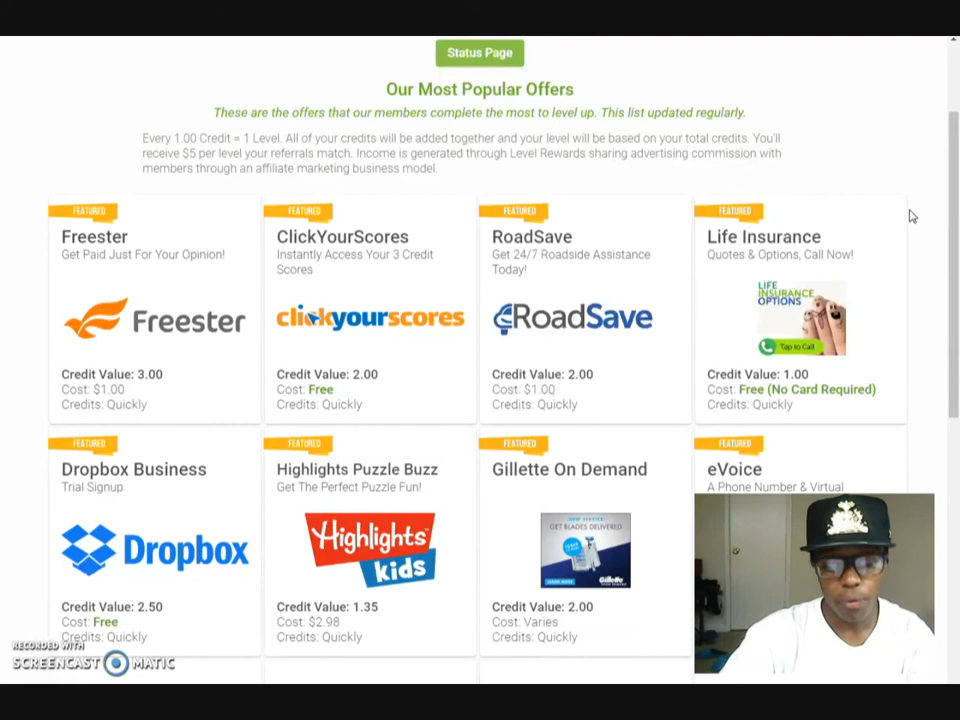 Status Page
Our Most Popular Offers
These are the offers that our members complete the most to level up. This list updated regularly.
Every 1.00 Credit = 1 Level. All of your credits will be added together and your level will be based on your total credits. You'll
receive $5 per level your referrals match. Income is generated through Level Rewards sharing advertising commission with
members through an affiliate marketing business model.
FEATURED
Freester
Get Paid Just For Your Opinion!
Freester
Credit Value: 3.00
Cost: $1.00
Credits: Quickly
FEATURED
ClickYourScores
Instantly Access Your 3 Credit
Scores
clickyourscores
Credit Value: 2.00
Cost: Free
Credits: Quickly
FEATURED
RoadSave
Get 24/7 Roadside Assistance
Today!
RoadSave
Credit Value: 2.00
Cost: $1.00
Credits: Quickly
FEATURED
Life Insurance
Quotes & Options, Call Now!
LIFE
INSURANCE
OPTIONS
Tap to Call
Credit Value: 1.00
Cost: Free (No Card Required)
Credits: Quickly
FEATURED
Dropbox Business
Trial Signup
Dropbox
Credit Value: 2.50
Cost: Free
Credits: Quickly
FEATURED
Highlights Puzzle Buzz
Get The Perfect Puzzle Fun!
Highlights
kids
Credit Value: 1.35
Cost: $2.98
Credits: Quickly
FEATURED
Gillette On Demand
GET BLADES DELIVERED
Gillette
Credit Value: 2.00
Cost: Varies
Credits: Quickly
FEATURED
eVoice
A Phone Number & Virtual
RECORDED WITH
SCREENCAST MATIC